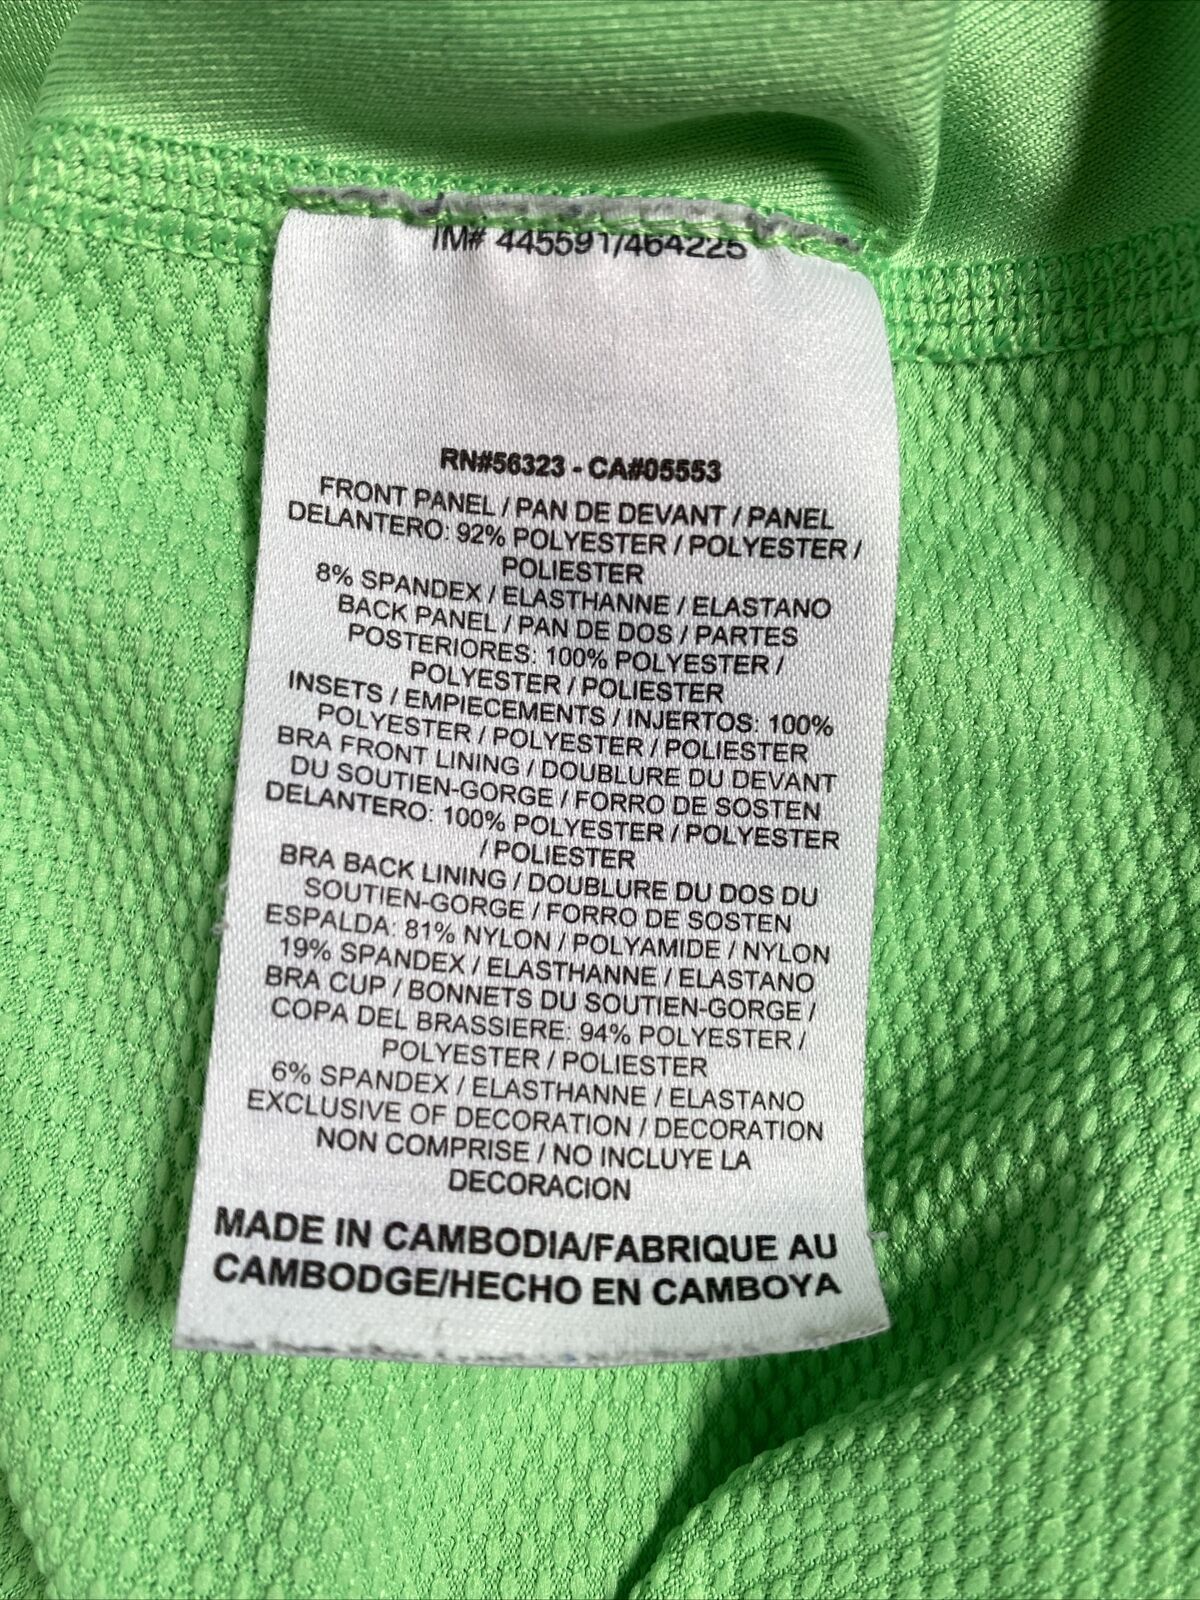 IM# 445591/464225
RN#56323 - CA#05553
FRONT PANEL / PAN DE DEVANT / PANEL
DELANTERO: 92% POLYESTER / POLYESTER /
POLIESTER
8% SPANDEX / ELASTHANNE / ELASTANO
BACK PANEL / PAN DE DOS / PARTES
POSTERIORES: 100% POLYESTER /
POLYESTER / POLIESTER
INSETS / EMPIECEMENTS / INJERTOS: 100%
POLYESTER / POLYESTER / POLIESTER
BRA FRONT LINING / DOUBLURE DU DEVANT
DU SOUTIEN-GORGE / FORRO DE SOSTEN
DELANTERO: 100% POLYESTER / POLYESTER
/ POLIESTER
BRA BACK LINING / DOUBLURE DU DOS DU
SOUTIEN-GORGE / FORRO DE SOSTEN
ESPALDA: 81% NYLON / POLYAMIDE / NYLON
19% SPANDEX / ELASTHANNE / ELASTANO
BRA CUP / BONNETS DU SOUTIEN-GORGE /
COPA DEL BRASSIERE: 94% POLYESTER /
POLYESTER / POLIESTER
6% SPANDEX / ELASTHANNE / ELASTANO
EXCLUSIVE OF DECORATION / DECORATION
NON COMPRISE / NO INCLUYE LA
DECORACION
MADE IN CAMBODIA/FABRIQUE AU
CAMBODGE/HECHO EN CAMBOYA